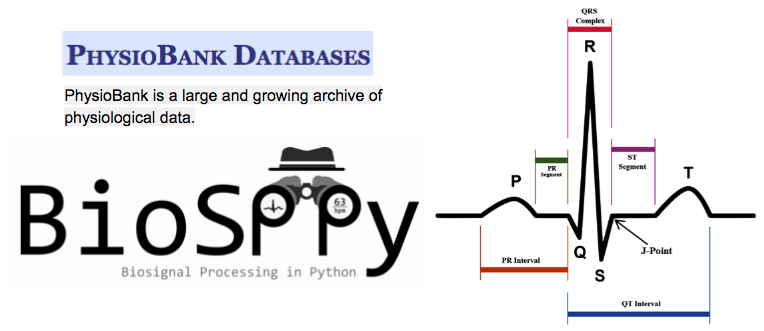 PHYSIOBANK DATABASES
PhysioBank is a large and growing archive of
physiological data.
BioSPPy
63
bpm
Biosignal Processing in Python
QRS
Complex
R
PR
Segment
ST
Segment
P
T
Q
S
J-Point
PR Interval
QT Interval